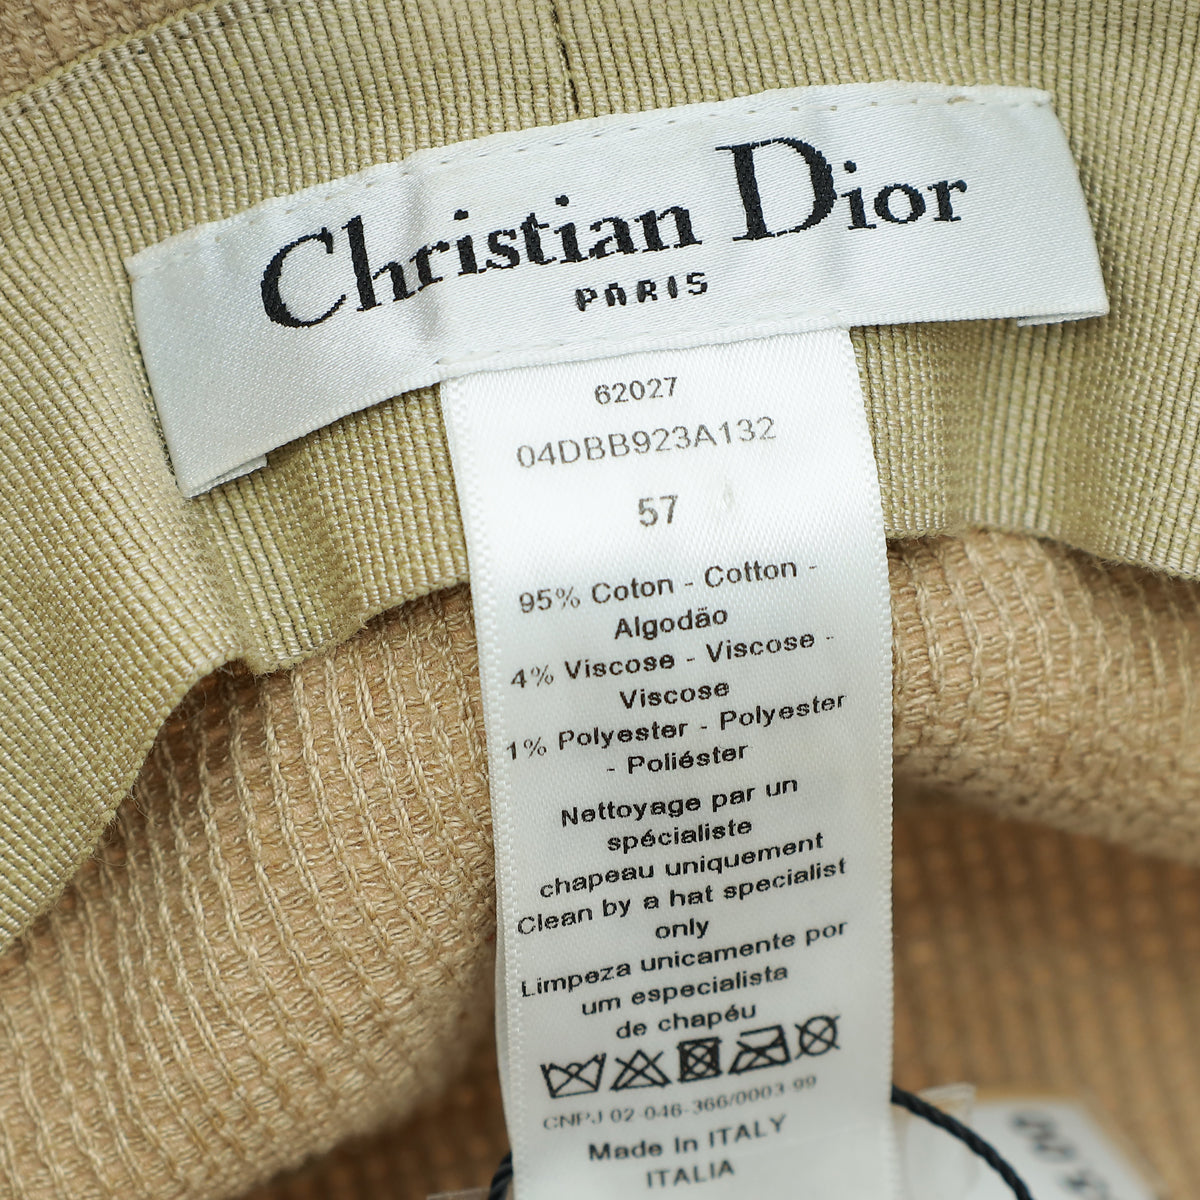 Christian Dior
PARIS
62027
04DBB923A132
57
95% Coton - Cotton -
Algodão
4% Viscose - Viscose -
Viscose
1% Polyester - Polyester
- Poliéster
Nettoyage par un
spécialiste
chapeau uniquement
Clean by a hat specialist
only
Limpeza unicamente por
um especialista
de chapéu
CNPJ 02-046-366/0003-99
Made In ITALY
ITALIA